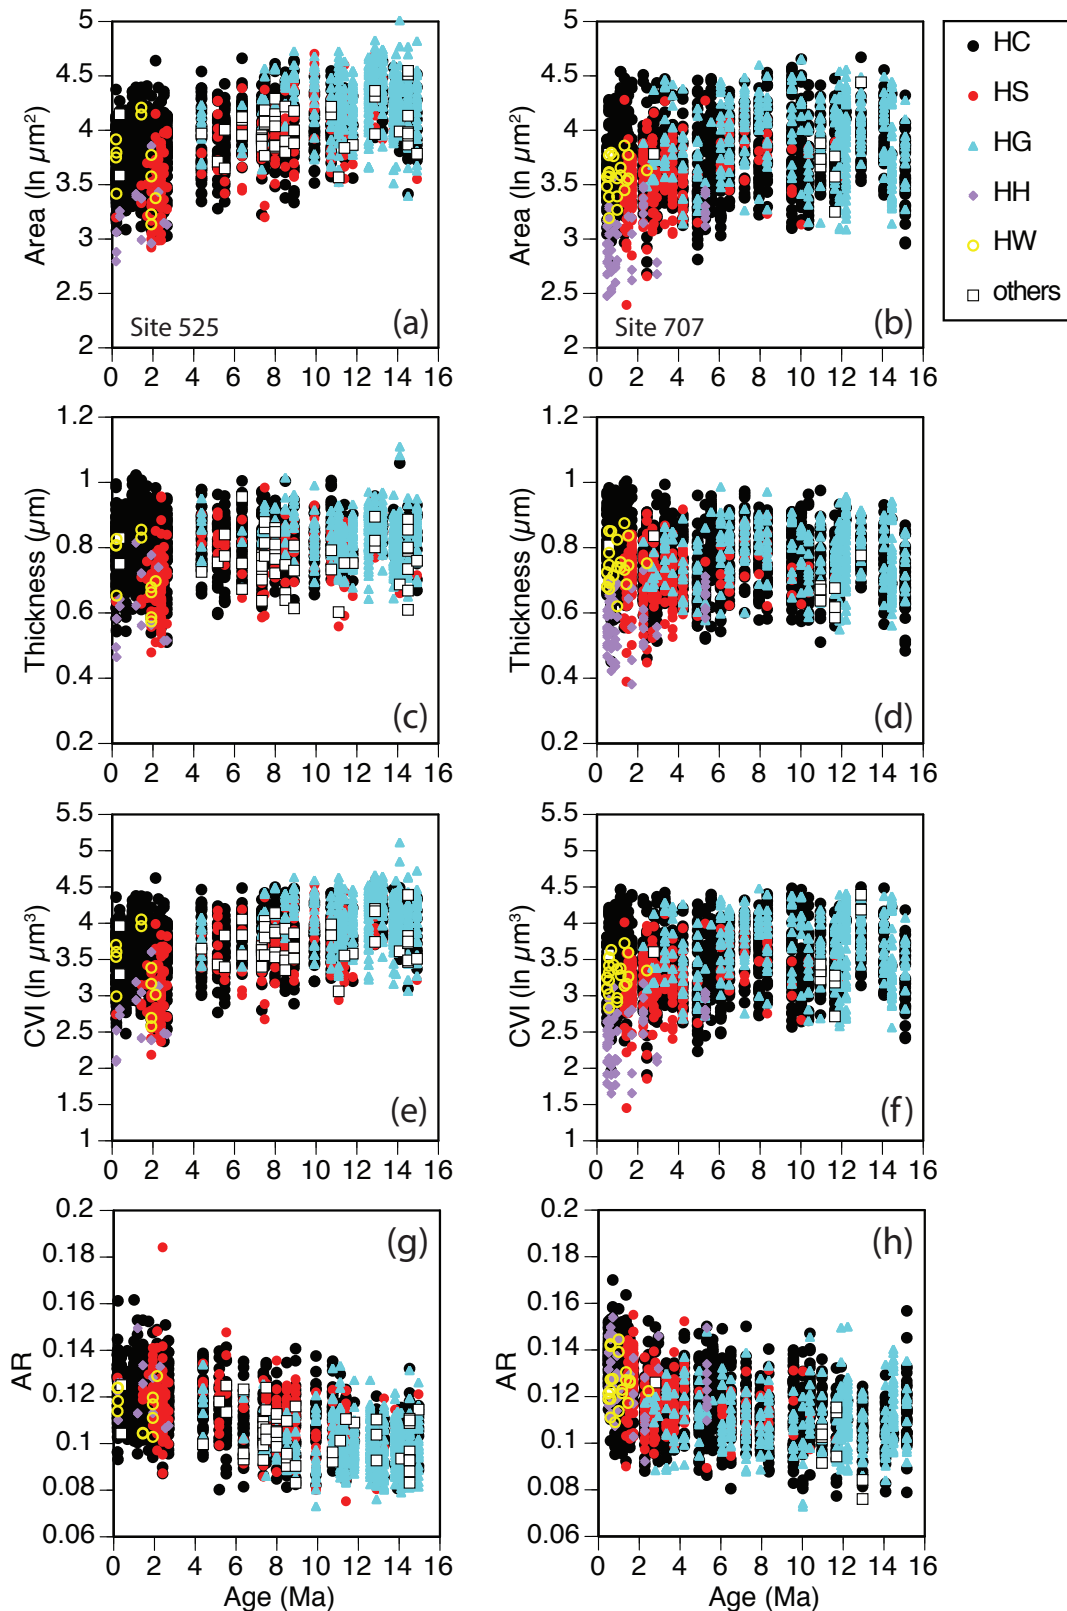 5
4.5
4
3.5
3
2.5
2
Area (ln µm²)
Site 525
(a)
0 2 4 6 8 10 12 14 16
5
4.5
4
3.5
3
2.5
2
Area (ln µm²)
Site 707
(b)
0 2 4 6 8 10 12 14 16
HC
HS
HG
HH
HW
others
1.2
1
0.8
0.6
0.4
0.2
Thickness (µm)
(c)
0 2 4 6 8 10 12 14 16
1.2
1
0.8
0.6
0.4
0.2
Thickness (µm)
(d)
0 2 4 6 8 10 12 14 16
5.5
5
4.5
4
3.5
3
2.5
2
1.5
1
CVI (ln µm³)
(e)
0 2 4 6 8 10 12 14 16
5.5
5
4.5
4
3.5
3
2.5
2
1.5
1
CVI (ln µm³)
(f)
0 2 4 6 8 10 12 14 16
0.2
0.18
0.16
0.14
0.12
0.1
0.08
0.06
AR
(g)
0 2 4 6 8 10 12 14 16
Age (Ma)
0.2
0.18
0.16
0.14
0.12
0.1
0.08
0.06
AR
(h)
0 2 4 6 8 10 12 14 16
Age (Ma)